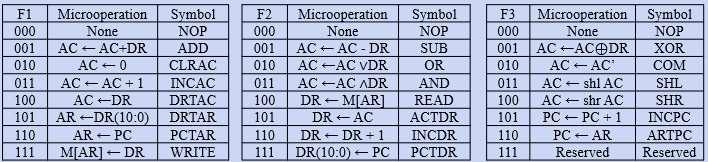 F1 Microoperation Symbol F2 Microoperation Symbol F3 Microoperation Symbol
000 None NOP 000 None NOP 000 None NOP
001 AC ← AC+DR ADD 001 AC ← AC - DR SUB 001 AC ←AC⊕DR XOR
010 AC ← 0 CLRAC 010 AC ←AC ∨DR OR 010 AC ← AC’ COM
011 AC ← AC + 1 INCAC 011 AC ←AC ∧DR AND 011 AC ← shl AC SHL
100 AC ←DR DRTAC 100 DR ← M[AR] READ 100 AC ← shr AC SHR
101 AR ←DR(10:0) DRTAR 101 DR ← AC ACTDR 101 PC ← PC + 1 INCPC
110 AR ← PC PCTAR 110 DR ← DR + 1 INCDR 110 PC ← AR ARTPC
111 M[AR] ← DR WRITE 111 DR(10:0) ← PC PCTDR 111 Reserved Reserved